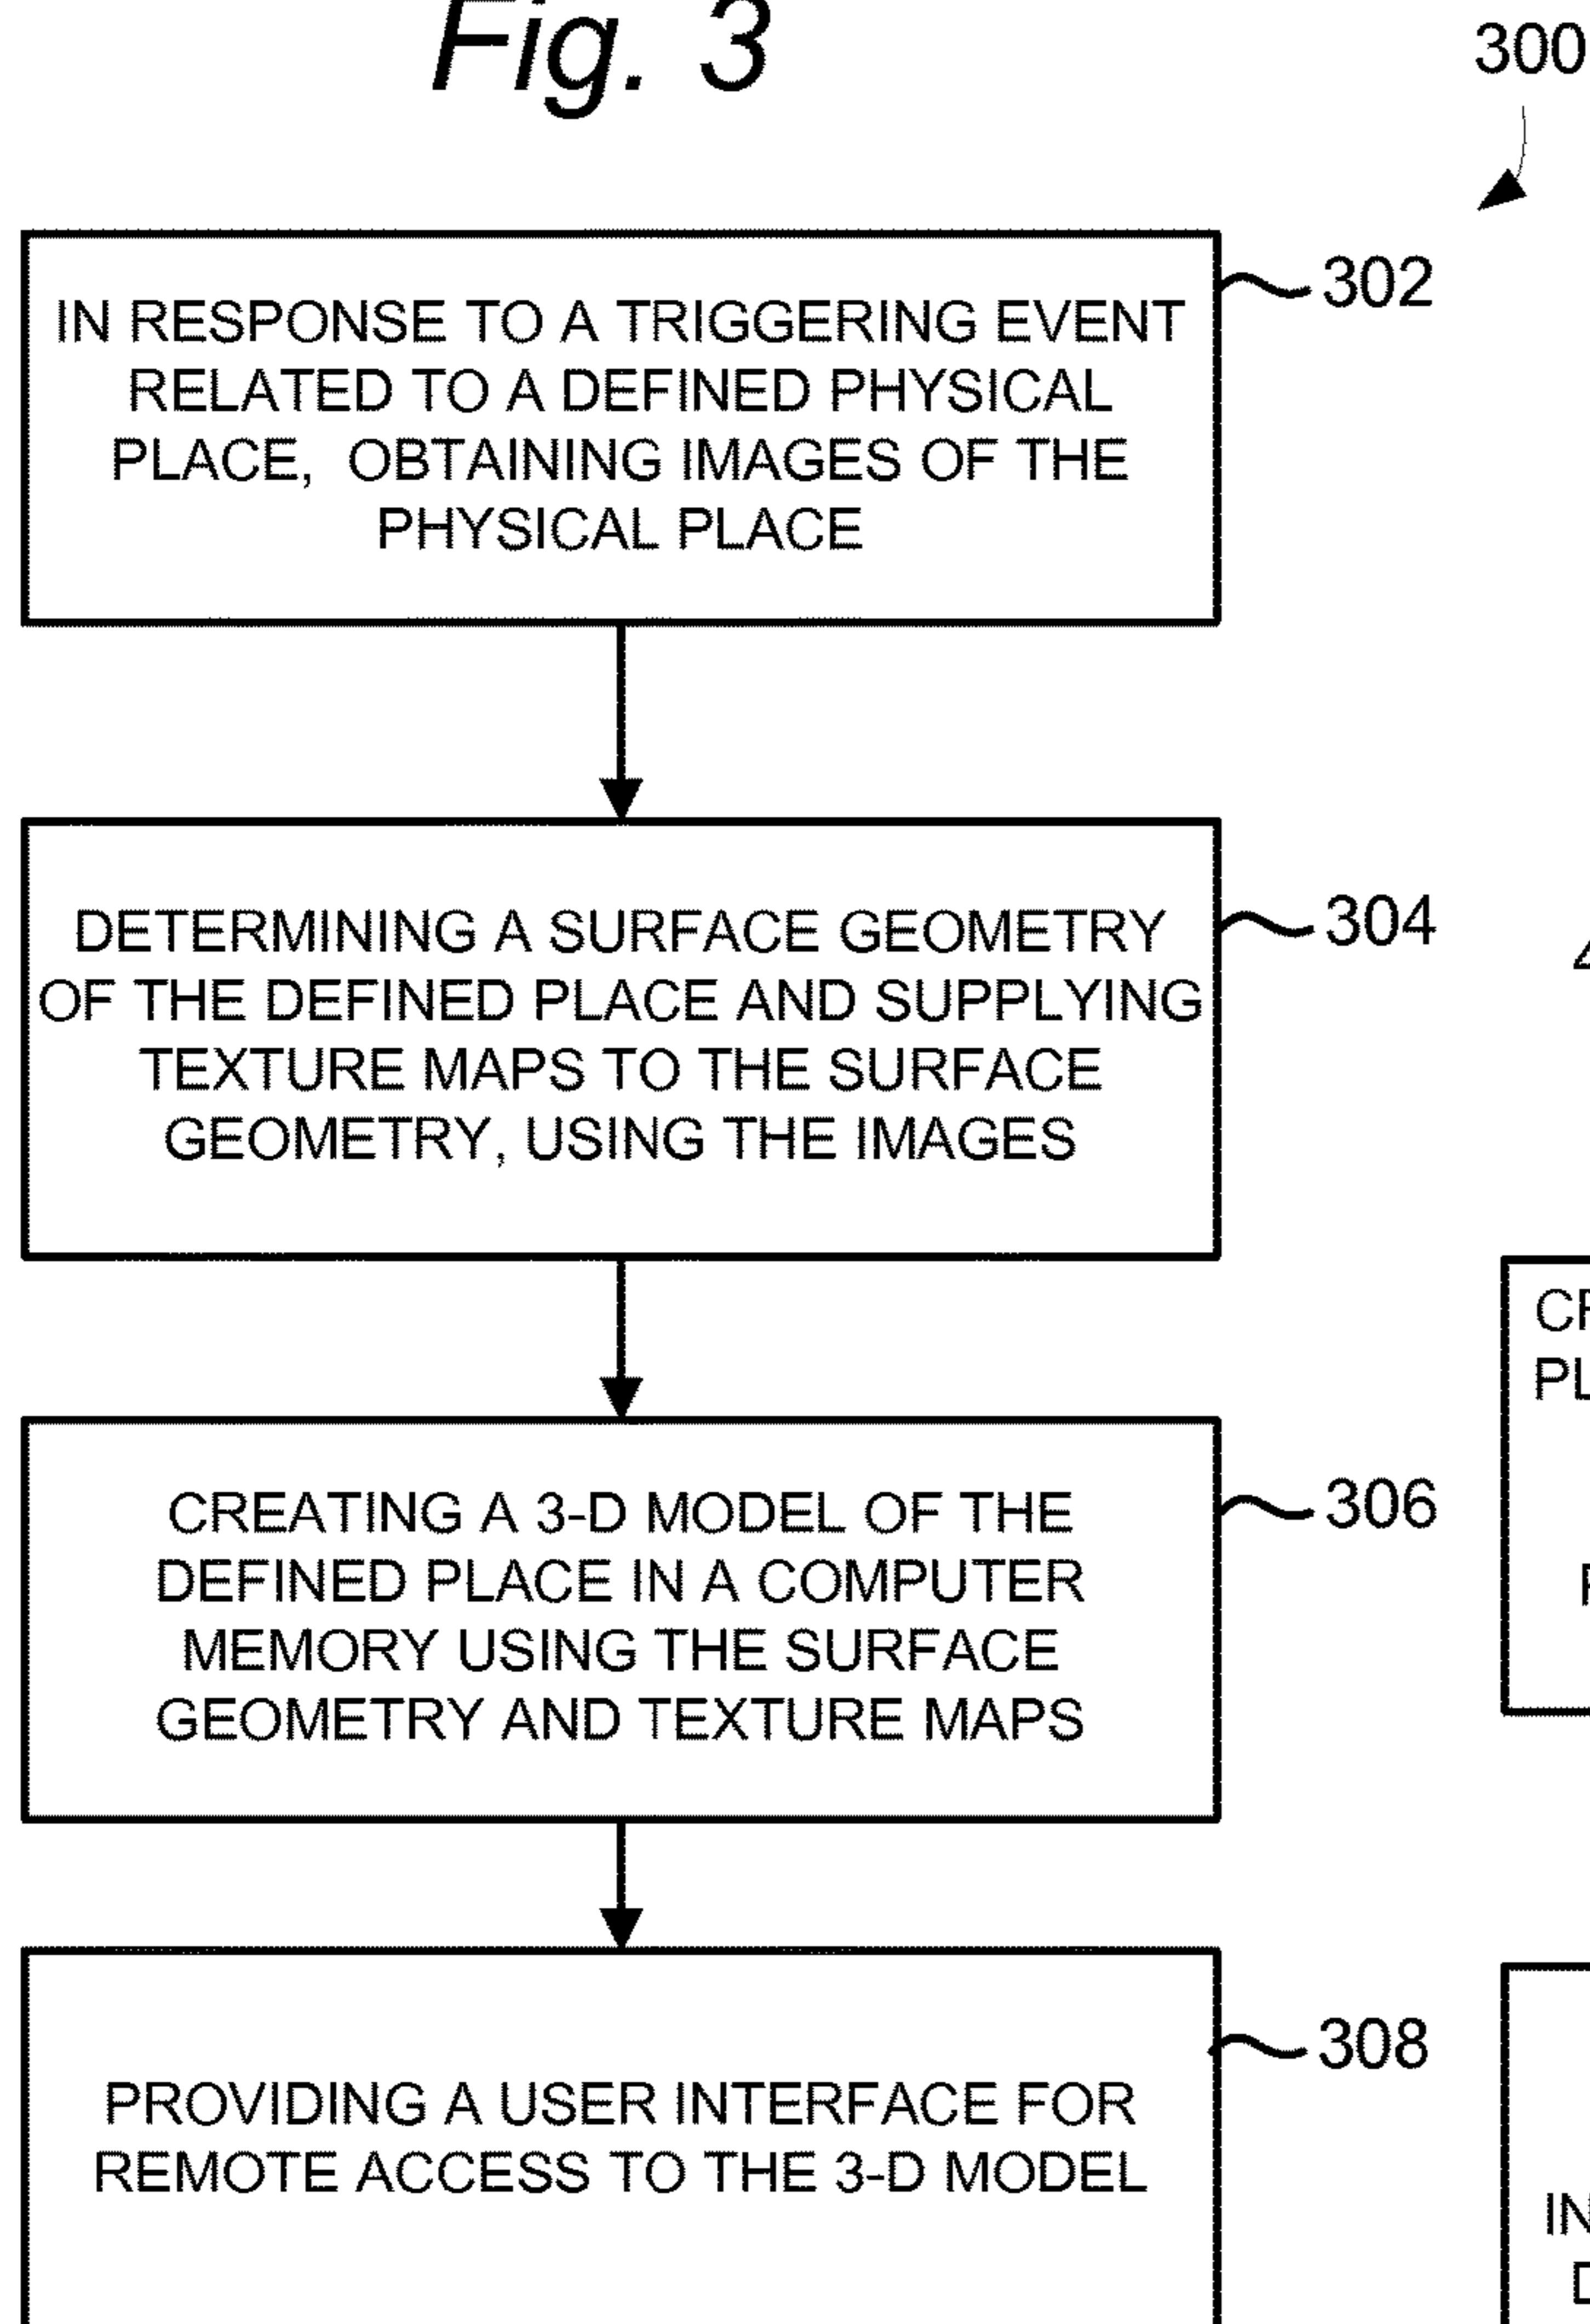 Fig. 3
300
IN RESPONSE TO A TRIGGERING EVENT
RELATED TO A DEFINED PHYSICAL
PLACE, OBTAINING IMAGES OF THE
PHYSICAL PLACE
302
DETERMINING A SURFACE GEOMETRY
OF THE DEFINED PLACE AND SUPPLYING
TEXTURE MAPS TO THE SURFACE
GEOMETRY, USING THE IMAGES
304
CREATING A 3-D MODEL OF THE
DEFINED PLACE IN A COMPUTER
MEMORY USING THE SURFACE
GEOMETRY AND TEXTURE MAPS
306
PROVIDING A USER INTERFACE FOR
REMOTE ACCESS TO THE 3-D MODEL
308